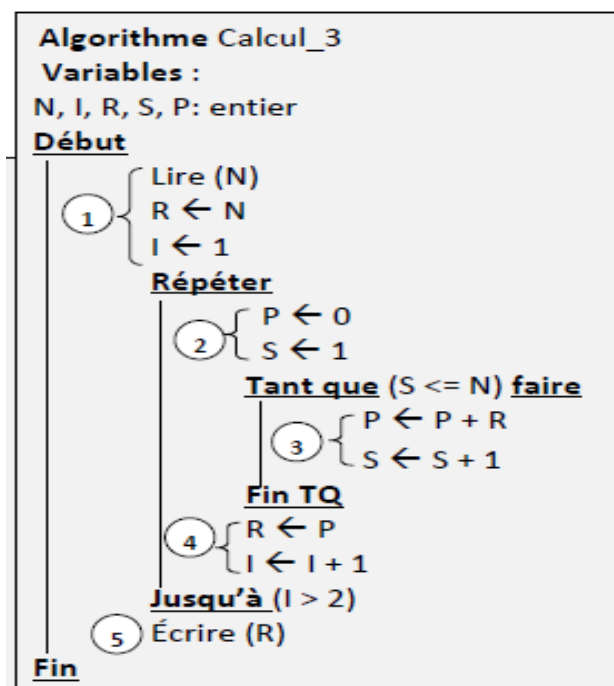 Algorithme Calcul_3
Variables :
N, I, R, S, P: entier
Début
Lire (N)
1 R ← N
I ← 1
Répéter
P ← 0
2
S ← 1
Tant que (S <= N) faire
P ← P + R
3
S ← S + 1
Fin TQ
R ← P
4
I ← I + 1
Jusqu'à (I > 2)
5 Écrire (R)
Fin